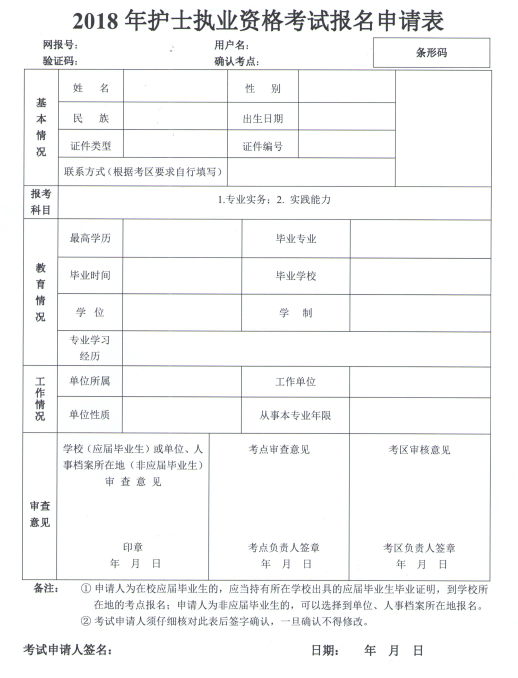 2018 年护士执业资格考试报名申请表
网报号： 用户名：
条形码
验证码： 确认考点：
基本情况
姓 名 性 别
民 族 出生日期
证件类型 证件编号
联系方式（根据考区要求自行填写）
报考科目
1.专业实务；2. 实践能力
教育情况
最高学历 毕业专业
毕业时间 毕业学校
学 位 学 制
专业学习
经历
工作情况
单位所属 工作单位
单位性质 从事本专业年限
审查意见
学校（应届毕业生）或单位、人
事档案所在地（非应届毕业生）
审 查 意 见
印章
年 月 日
考点审查意见
考点负责人签章
年 月 日
考区审核意见
考区负责人签章
年 月 日
备注： ① 申请人为在校应届毕业生的，应当持有所在学校出具的应届毕业生毕业证明，到学校所
在地的考点报名；申请人为非应届毕业生的，可以选择到单位、人事档案所在地报名。
② 考试申请人须仔细核对此表后签字确认，一旦确认不得修改。
考试申请人签名： 日期： 年 月 日